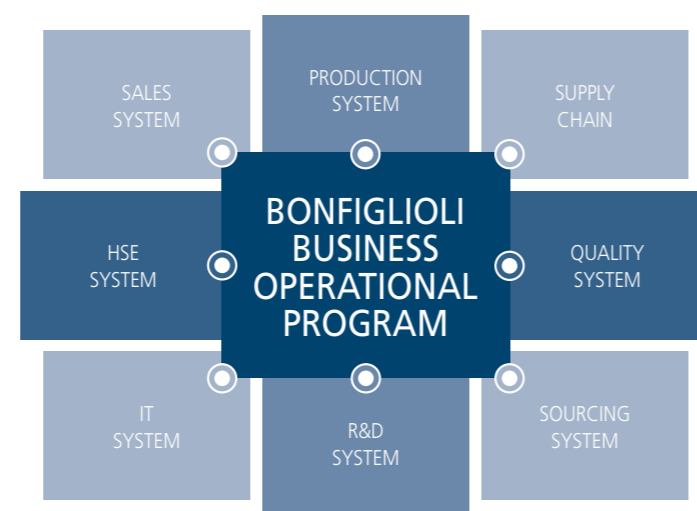 SALES
SYSTEM
PRODUCTION
SYSTEM
SUPPLY
CHAIN
HSE
SYSTEM
BONFIGLIOLI
BUSINESS
OPERATIONAL
PROGRAM
QUALITY
SYSTEM
IT
SYSTEM
R&D
SYSTEM
SOURCING
SYSTEM